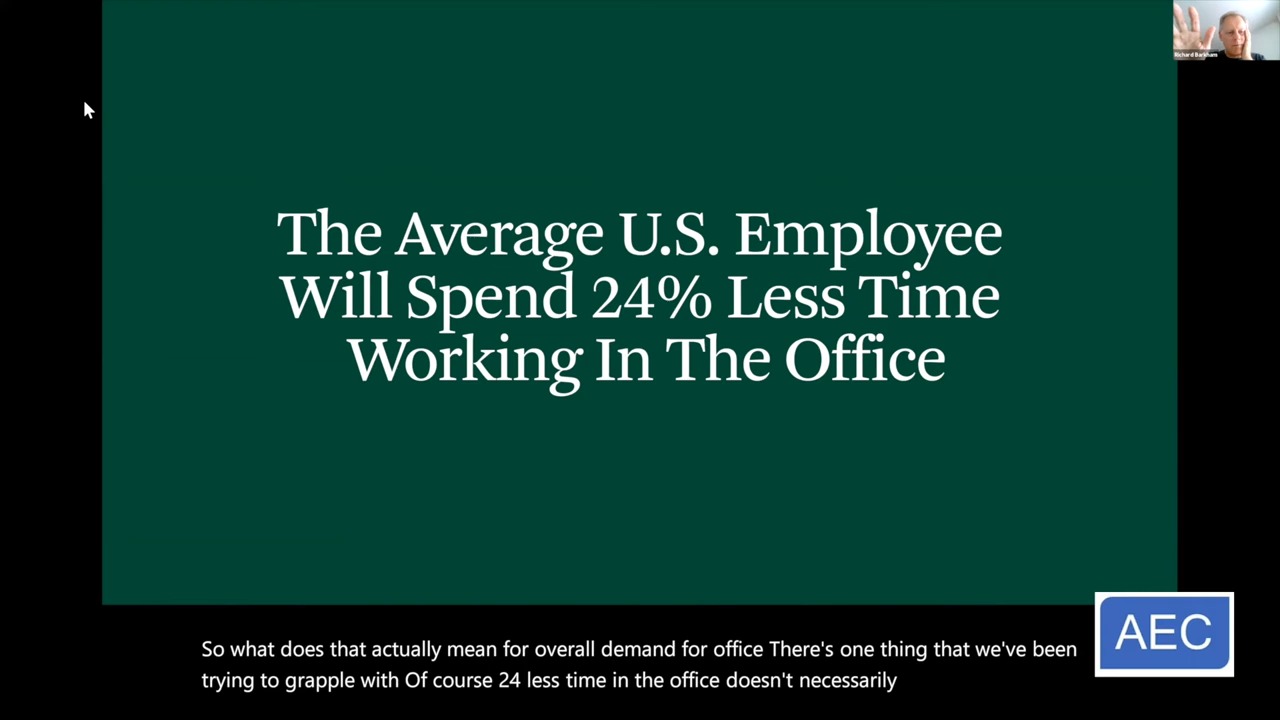 Richard Barkham
The Average U.S. Employee
Will Spend 24% Less Time
Working In The Office
So what does that actually mean for overall demand for office There's one thing that we've been
trying to grapple with Of course 24 less time in the office doesn't necessarily
AEC